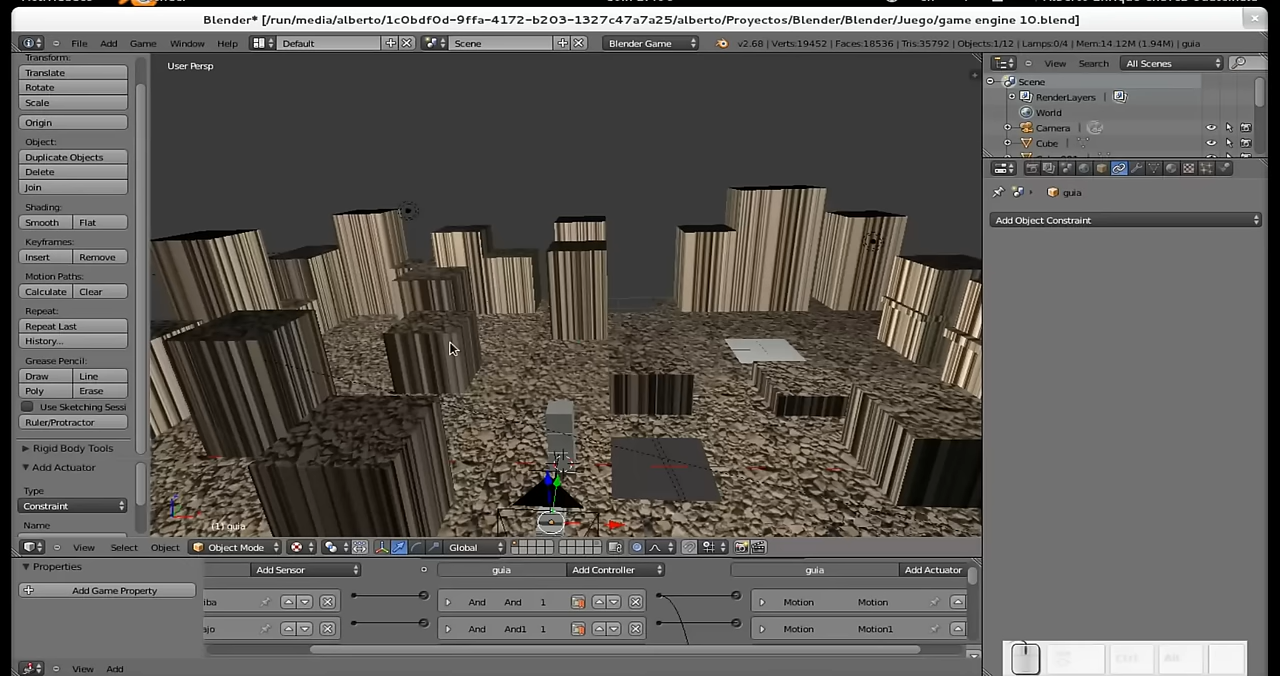 Blender* [/run/media/alberto/1c0bdf0d-9ffa-4172-b203-1327c47a7a25/alberto/Proyectos/Blender/Blender/Juego/game engine 10.blend]
File Add Game Window Help Default Scene Blender Game v2.68 | Verts:19452 | Faces:18536 | Tris:35792 | Objects:1/12 | Lamps:0/4 | Mem:14.12M (1.94M) | guia
Transform:
Translate
Rotate
Scale
Origin
Object:
Duplicate Objects
Delete
Join
Shading:
Smooth Flat
Keyframes:
Insert Remove
Motion Paths:
Calculate Clear
Repeat:
Repeat Last
History...
Grease Pencil:
Draw Line
Poly Erase
Use Sketching Sessi
Ruler/Protractor
Rigid Body Tools
Add Actuator
Type
Constraint
Name
User Persp
(1) guia
View Search All Scenes
Scene
RenderLayers
World
Camera
Cube
guia
Add Object Constraint
View Select Object Object Mode Global
Properties
Add Game Property
Add Sensor guia Add Controller guia Add Actuator
iba And And 1 Motion Motion
ajo And And1 1 Motion Motion1
View Add